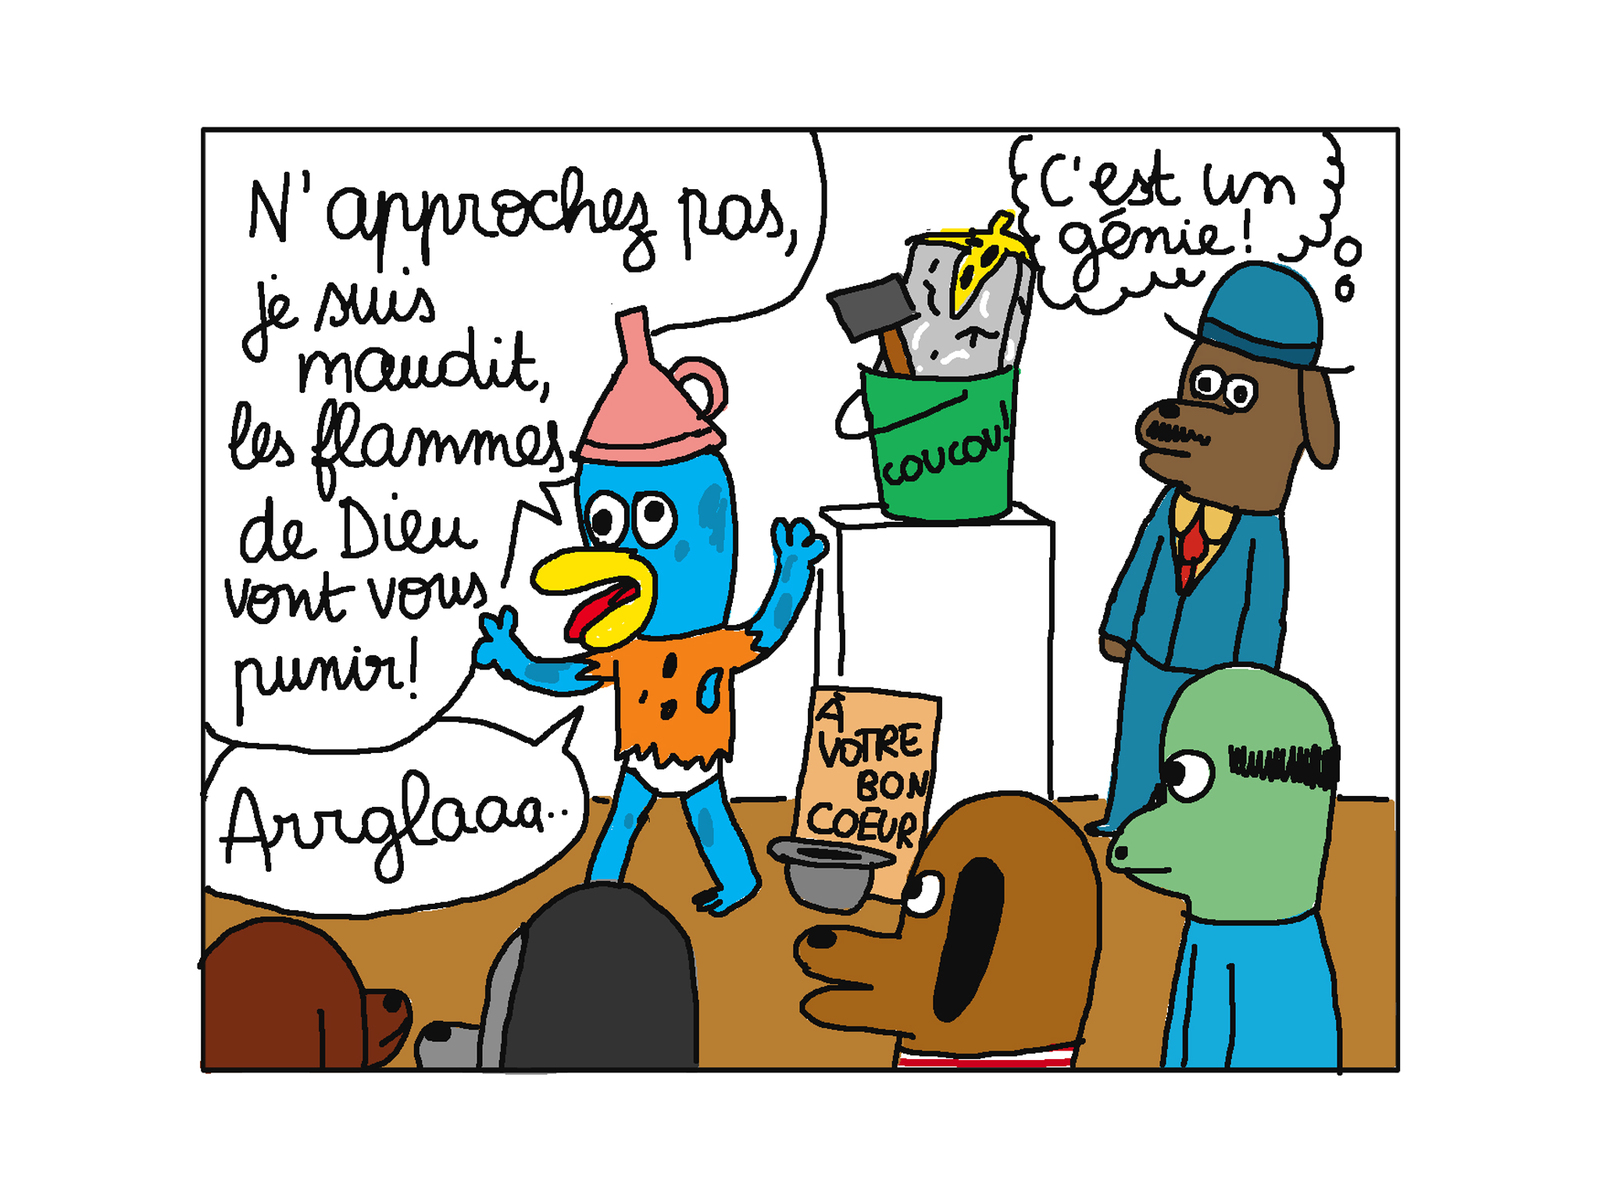 N'approchez pas,
je suis
maudit,
les flammes
de Dieu
vont vous
punir!
Arrglaaa..
C'est un
génie!
COUCOU!
À
VOTRE
BON
COEUR